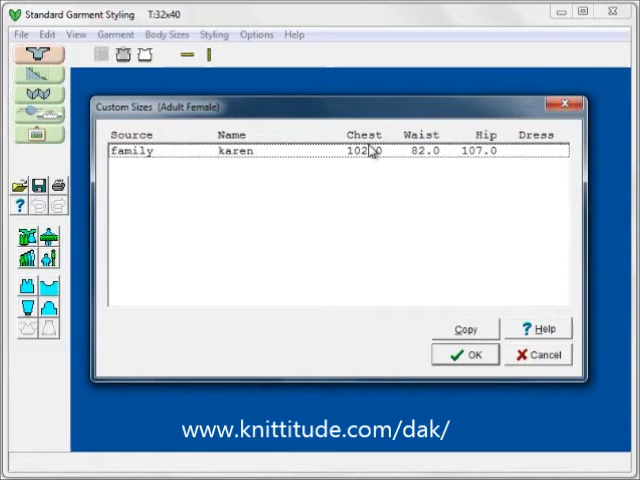 Standard Garment Styling T:32x40
File Edit View Garment Body Sizes Styling Options Help
Custom Sizes (Adult Female)
Source Name Chest Waist Hip Dress
family karen 102.0 82.0 107.0
Copy ? Help
OK Cancel
www.knittitude.com/dak/